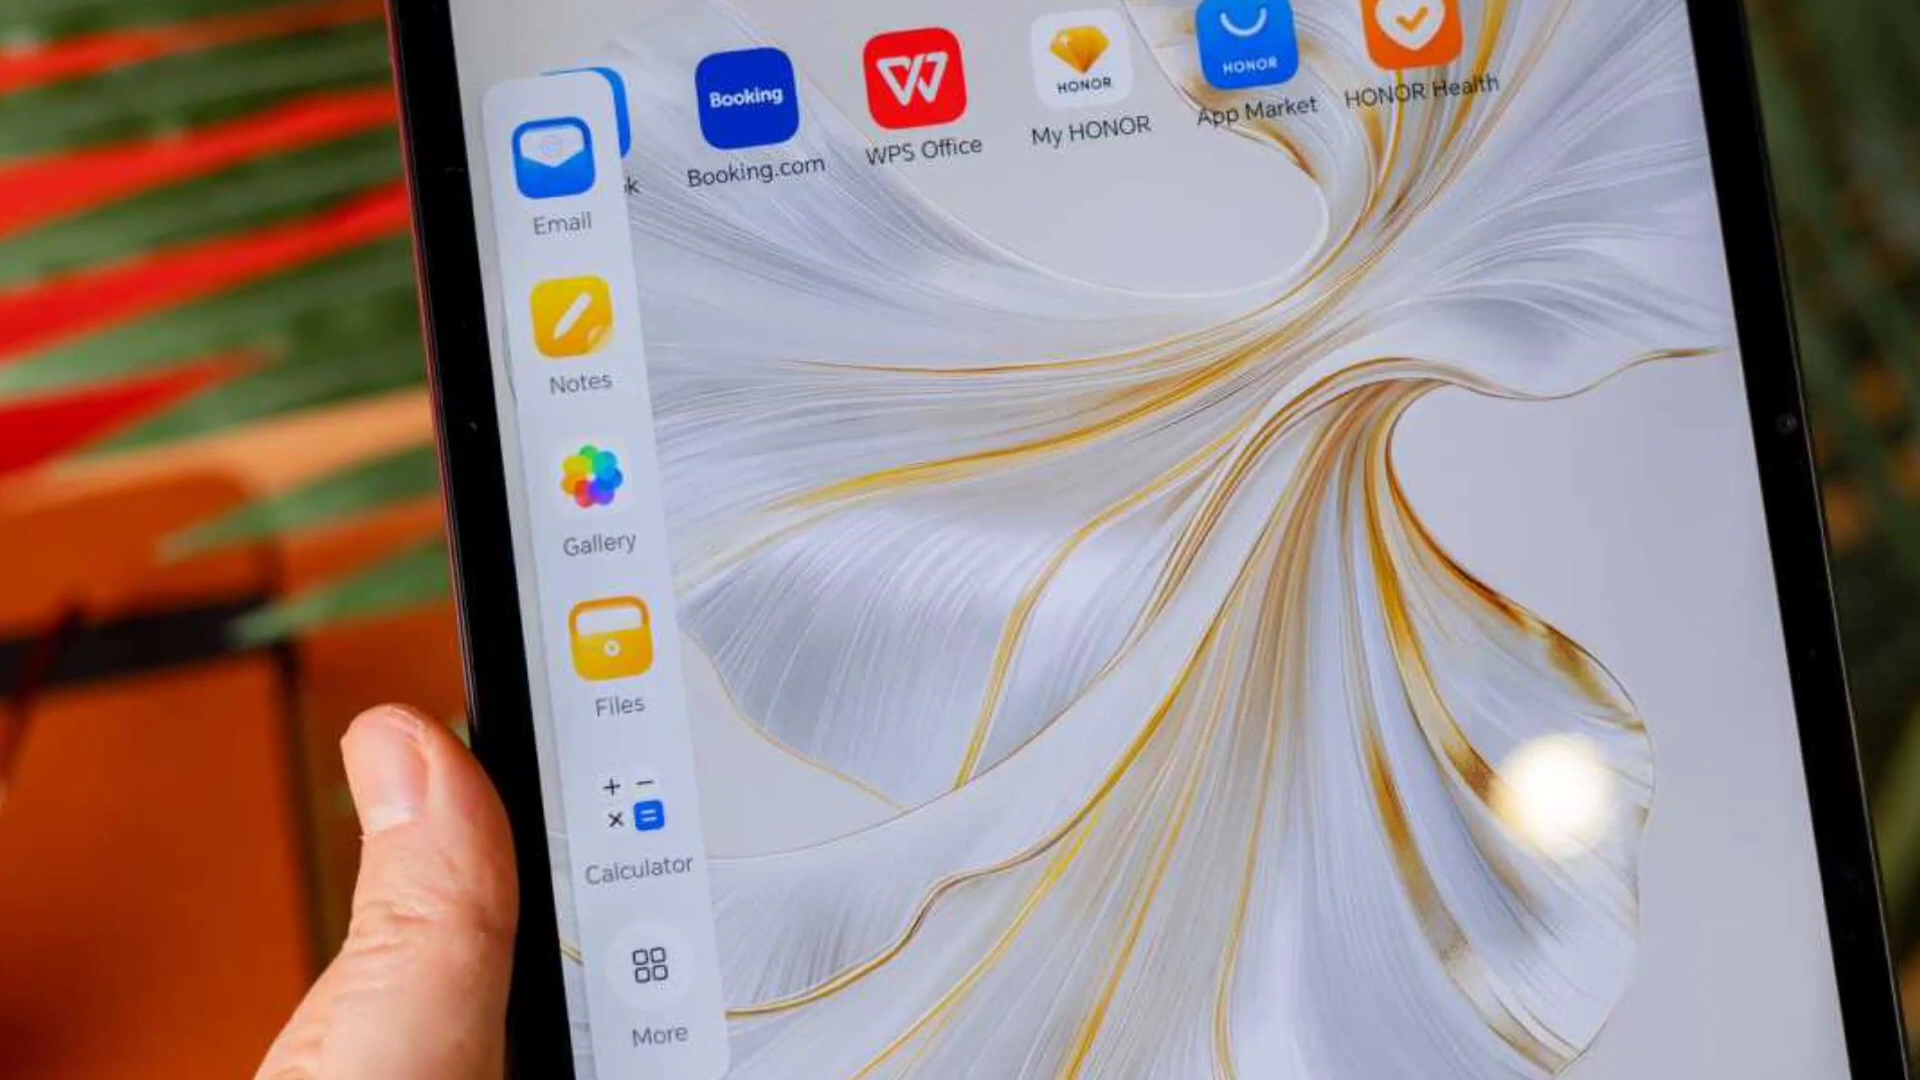 Booking
HONOR
HONOR
k
Booking.com
WPS Office
My HONOR
App Market
HONOR Health
Email
Notes
Gallery
Files
+ −
× =
Calculator
More